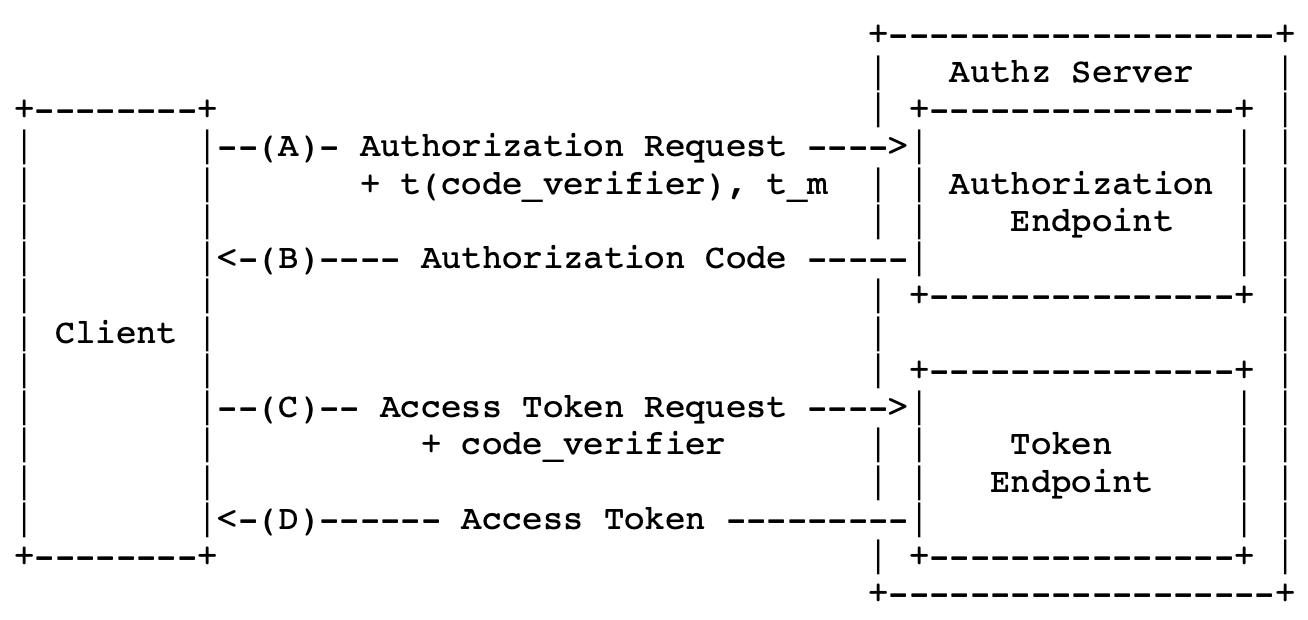 Authz Server
--(A)- Authorization Request ---->
+ t(code_verifier), t_m
Authorization
Endpoint
<-(B)---- Authorization Code -----
Client
--(C)-- Access Token Request ---->
+ code_verifier
Token
Endpoint
<-(D)------ Access Token ---------